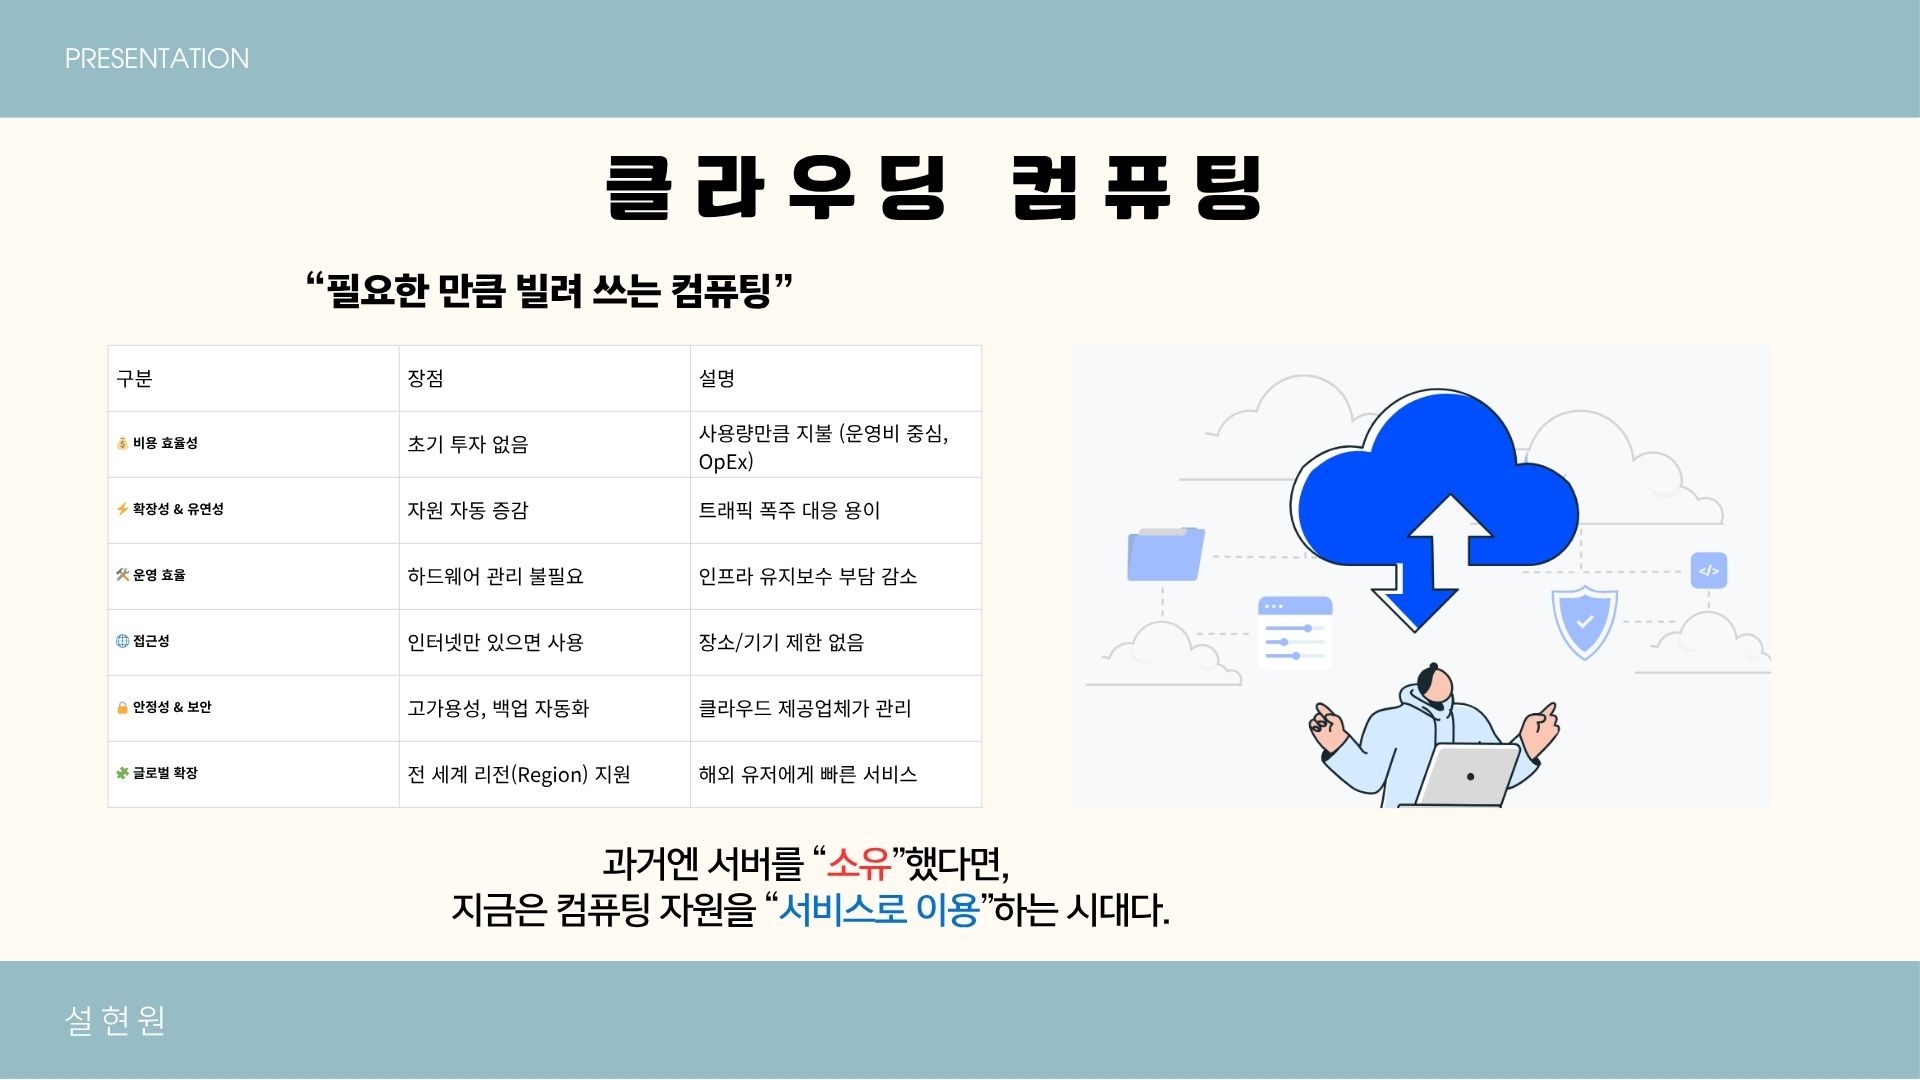 PRESENTATION
클라우딩 컴퓨팅
“필요한 만큼 빌려 쓰는 컴퓨팅”
구분 장점 설명
💰 비용 효율성 초기 투자 없음 사용량만큼 지불 (운영비 중심,
OpEx)
⚡ 확장성 & 유연성 자원 자동 증감 트래픽 폭주 대응 용이
🛠 운영 효율 하드웨어 관리 불필요 인프라 유지보수 부담 감소
🌐 접근성 인터넷만 있으면 사용 장소/기기 제한 없음
🔒 안정성 & 보안 고가용성, 백업 자동화 클라우드 제공업체가 관리
🧩 글로벌 확장 전 세계 리전(Region) 지원 해외 유저에게 빠른 서비스
</>
과거엔 서버를 “소유”했다면,
지금은 컴퓨팅 자원을 “서비스로 이용”하는 시대다.
설현원